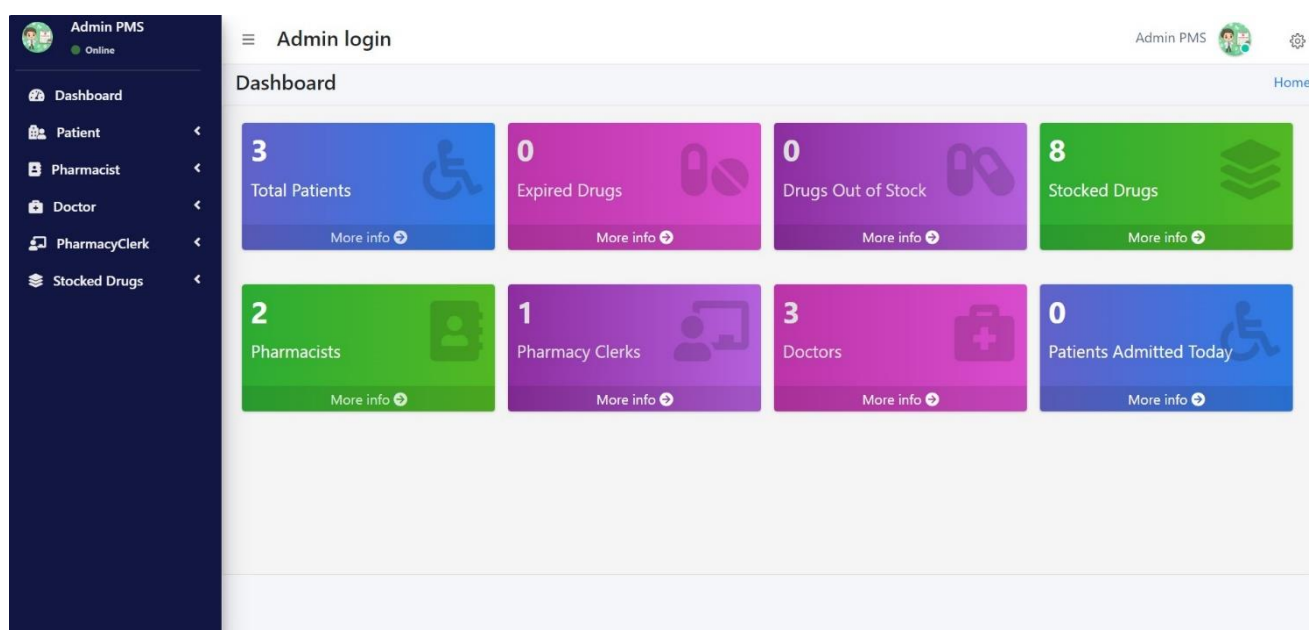 Admin PMS
Online
Dashboard
Patient
Pharmacist
Doctor
PharmacyClerk
Stocked Drugs
Admin login
Admin PMS
Dashboard
Home
3
Total Patients
More info
0
Expired Drugs
More info
0
Drugs Out of Stock
More info
8
Stocked Drugs
More info
2
Pharmacists
More info
1
Pharmacy Clerks
More info
3
Doctors
More info
0
Patients Admitted Today
More info